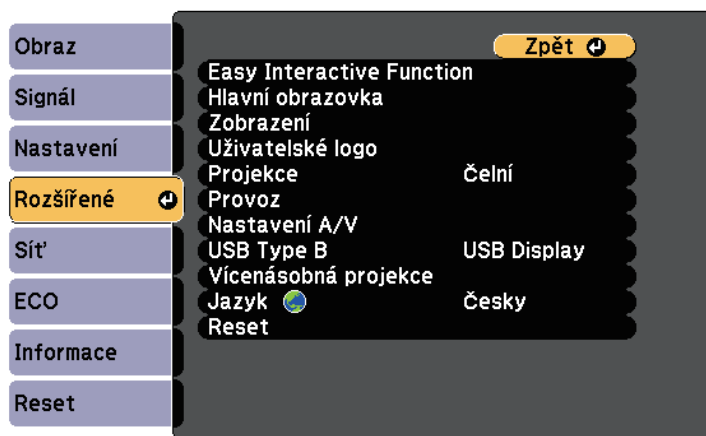 Obraz
Signál
Nastavení
Rozšířené
Síť
ECO
Informace
Reset
Zpět
Easy Interactive Function
Hlavní obrazovka
Zobrazení
Uživatelské logo
Projekce Čelní
Provoz
Nastavení A/V
USB Type B USB Display
Vícenásobná projekce
Jazyk Česky
Reset